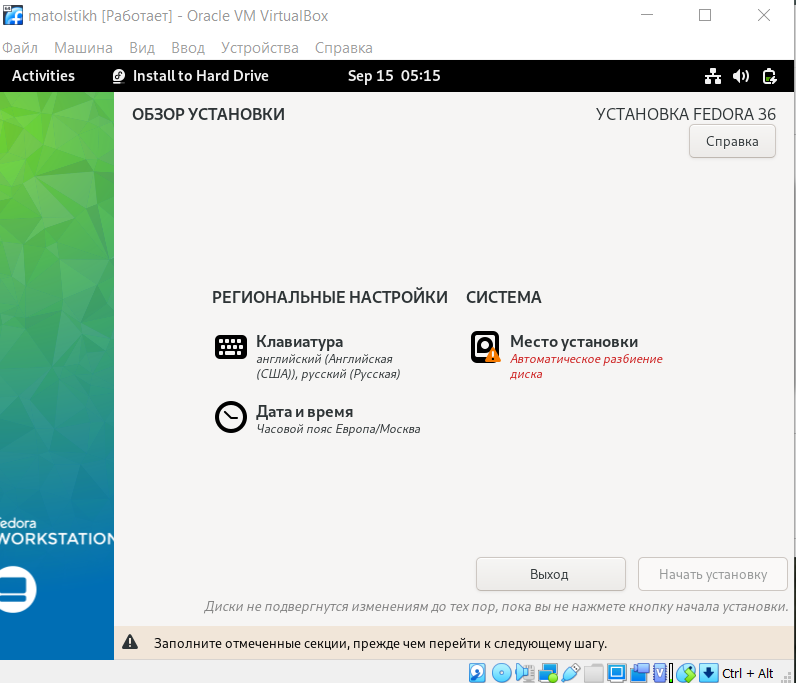 matolstikh [Работает] - Oracle VM VirtualBox
Файл Машина Вид Ввод Устройства Справка
Activities Install to Hard Drive Sep 15 05:15
ОБЗОР УСТАНОВКИ
УСТАНОВКА FEDORA 36
Справка
РЕГИОНАЛЬНЫЕ НАСТРОЙКИ
Клавиатура
английский (Английская
(США)), русский (Русская)
Дата и время
Часовой пояс Европа/Москва
СИСТЕМА
Место установки
Автоматическое разбиение
диска
edora
WORKSTATION
Выход
Начать установку
Диски не подвергнутся изменениям до тех пор, пока вы не нажмете кнопку начала установки.
Заполните отмеченные секции, прежде чем перейти к следующему шагу.
Ctrl + Alt